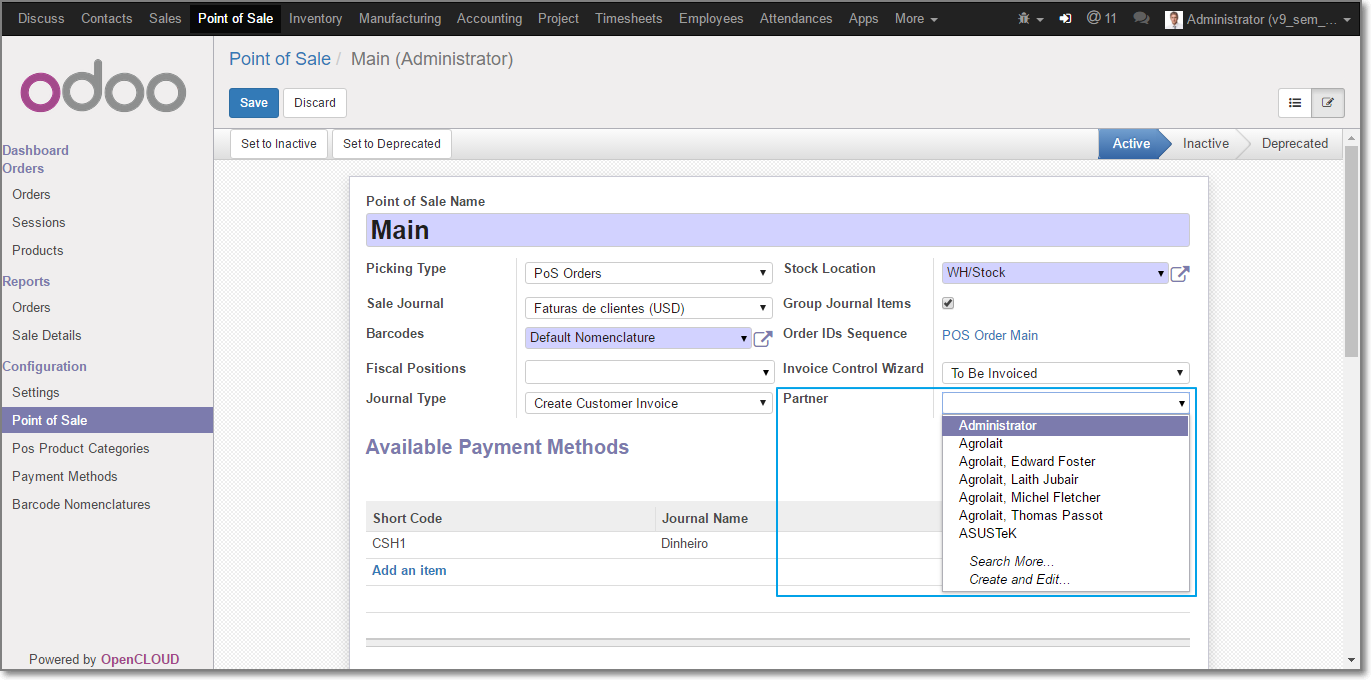 Discuss Contacts Sales Point of Sale Inventory Manufacturing Accounting Project Timesheets Employees Attendances Apps More @ 11 Administrator (v9_sem_...
odoo
Point of Sale / Main (Administrator)
Save Discard
Set to Inactive Set to Deprecated Active Inactive Deprecated
Dashboard
Orders
Orders
Sessions
Products
Reports
Orders
Sale Details
Configuration
Settings
Point of Sale
Pos Product Categories
Payment Methods
Barcode Nomenclatures
Powered by OpenCLOUD
Point of Sale Name
Main
Picking Type PoS Orders Stock Location WH/Stock
Sale Journal Faturas de clientes (USD) Group Journal Items
Barcodes Default Nomenclature Order IDs Sequence POS Order Main
Fiscal Positions Invoice Control Wizard To Be Invoiced
Journal Type Create Customer Invoice Partner
Administrator
Agrolait
Agrolait, Edward Foster
Agrolait, Laith Jubair
Agrolait, Michel Fletcher
Agrolait, Thomas Passot
ASUSTeK
Search More...
Create and Edit...
Available Payment Methods
Short Code Journal Name
CSH1 Dinheiro
Add an item